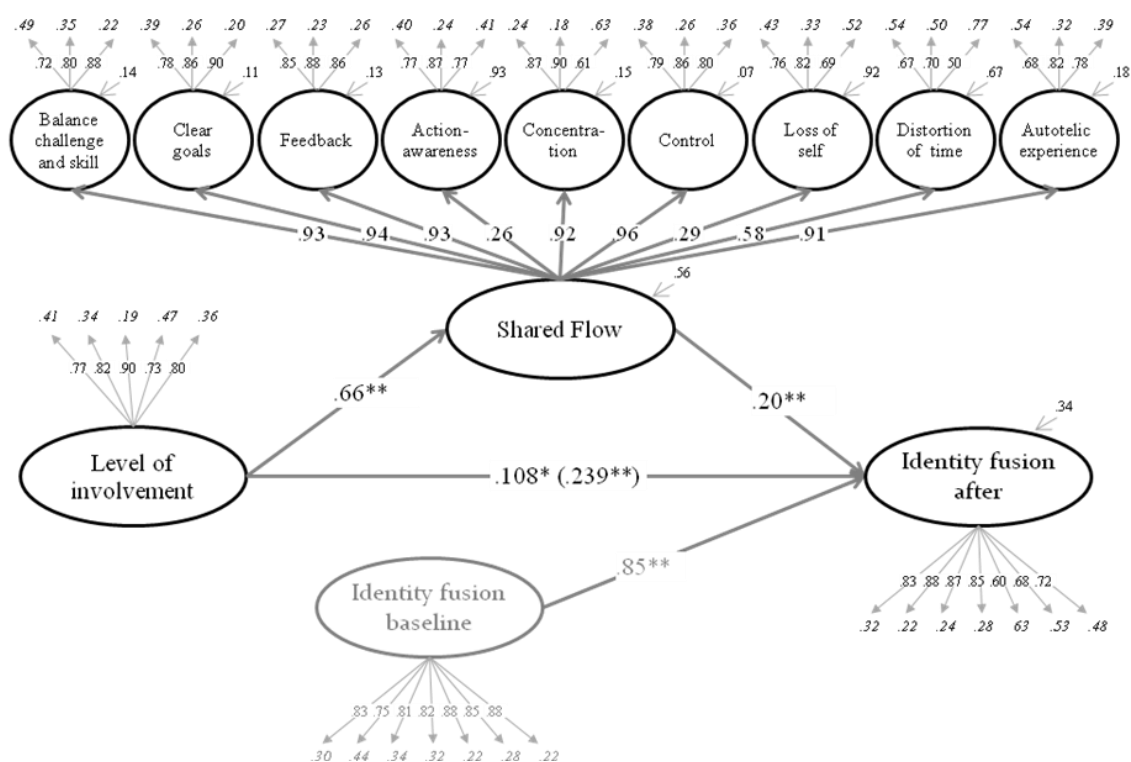 .49 .35 .22 .39 .26 .20 .27 .23 .26 .40 .24 .41 .24 .18 .63 .38 .26 .36 .43 .33 .52 .54 .50 .77 .54 .32 .39
.72 .80 .88 .78 .86 .90 .85 .88 .86 .77 .87 .77 .87 .90 .61 .79 .86 .80 .76 .82 .69 .67 .70 .50 .68 .82 .78
.14 .11 .13 .93 .15 .07 .92 .67 .18
Balance
challenge
and skill
Clear
goals
Feedback
Action-
awareness
Concentra-
tion
Control
Loss of
self
Distortion
of time
Autotelic
experience
.93 .94 .93 .26 .92 .96 .29 .58 .91
.56
Shared Flow
.41 .34 .19 .47 .36
.77 .82 .90 .73 .80
.66**
.20**
.34
Level of
involvement
.108* (.239**)
Identity fusion
after
.85**
Identity fusion
baseline
.83 .88 .87 .85 .60 .68 .72
.32 .22 .24 .28 63 .53 .48
.83 .75 .81 .82 .88 .85 .88
.30 .44 .34 .32 .22 .28 .22